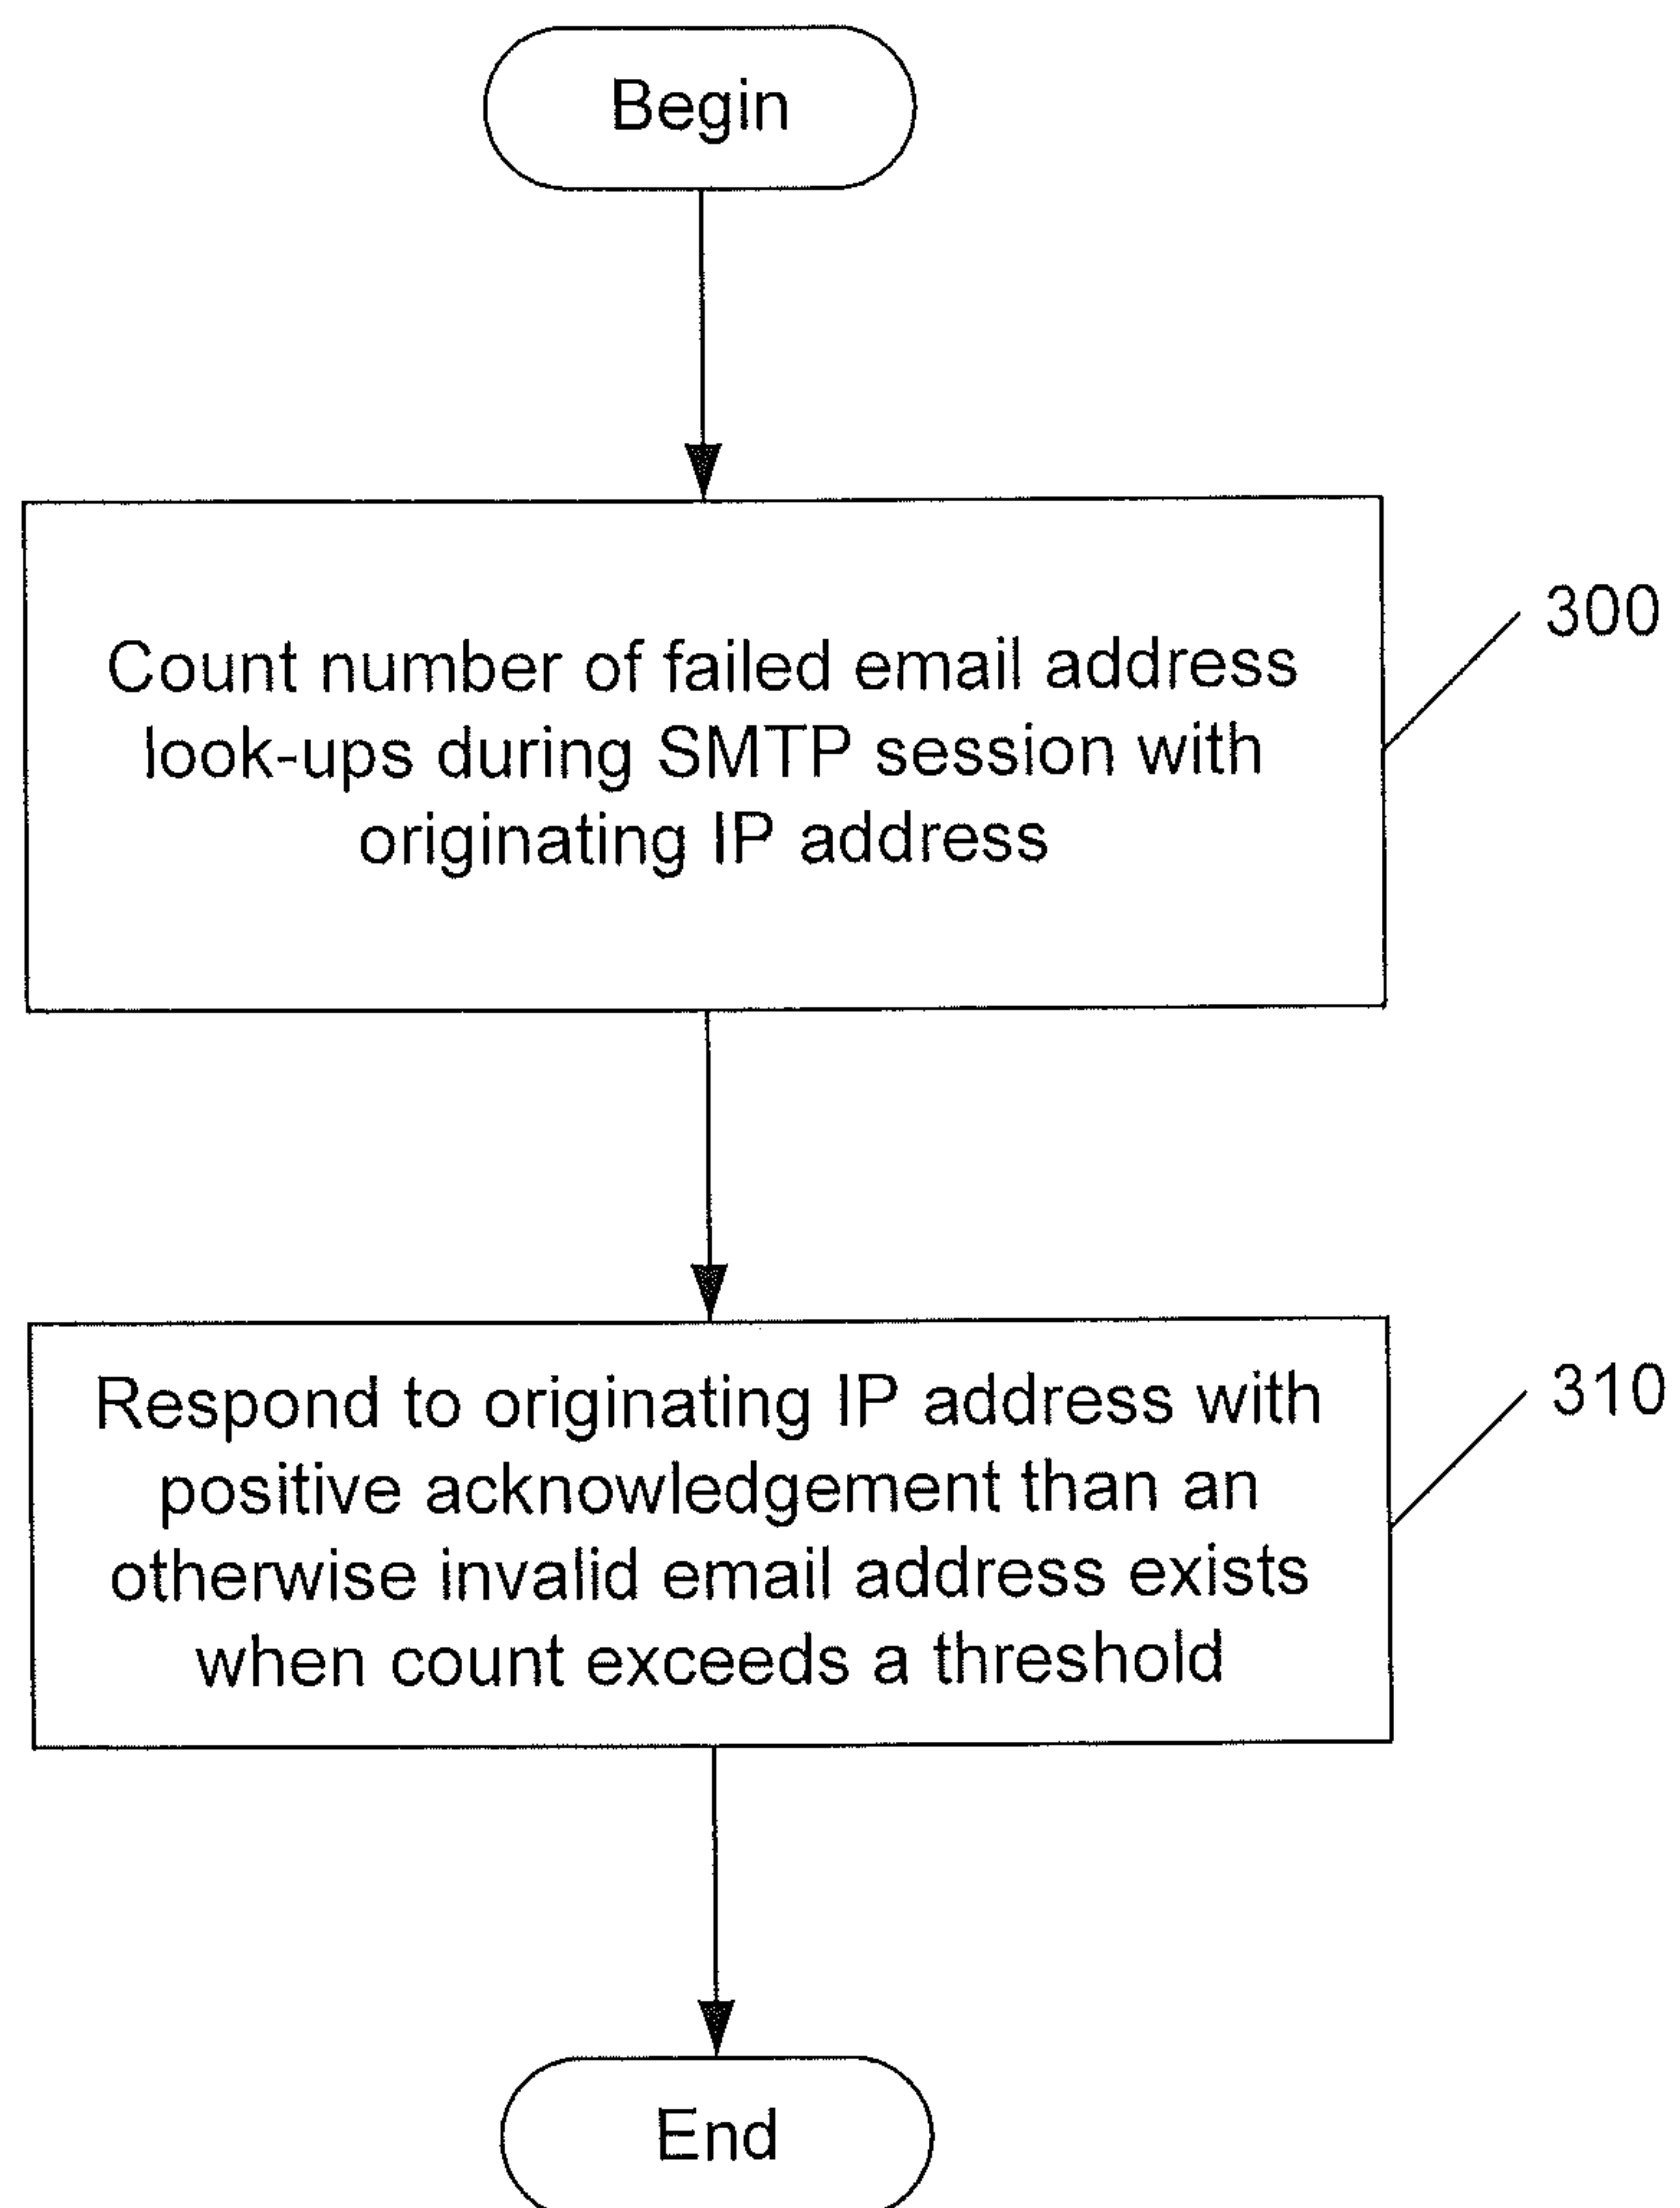 Begin
Count number of failed email address
look-ups during SMTP session with
originating IP address
300
Respond to originating IP address with
positive acknowledgement than an
otherwise invalid email address exists
when count exceeds a threshold
310
End